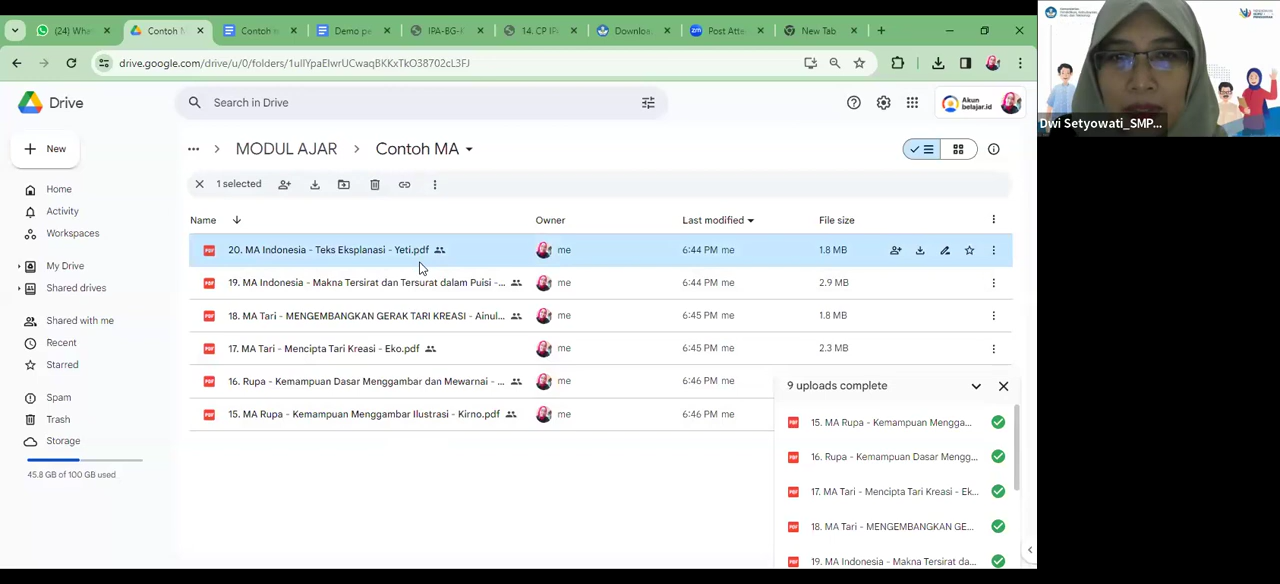 (24) Wha
Contoh M
Contoh m
Demo pe
IPA-BG-K
14. CP IP
Downlo
Post Atte
New Tab
drive.google.com/drive/u/0/folders/1ullYpaElwrUCwaqBKKxTkO38702cL3FJ
Drive
Search in Drive
Akun
belajar.id
New
... > MODUL AJAR > Contoh MA
1 selected
Home
Activity
Workspaces
My Drive
Shared drives
Shared with me
Recent
Starred
Spam
Trash
Storage
45.8 GB of 100 GB used
Name Owner Last modified File size
20. MA Indonesia - Teks Eksplanasi - Yeti.pdf me 6:44 PM me 1.8 MB
19. MA Indonesia - Makna Tersirat dan Tersurat dalam Puisi -... me 6:44 PM me 2.9 MB
18. MA Tari - MENGEMBANGKAN GERAK TARI KREASI - Ainul... me 6:45 PM me 1.8 MB
17. MA Tari - Mencipta Tari Kreasi - Eko.pdf me 6:45 PM me 2.3 MB
16. Rupa - Kemampuan Dasar Menggambar dan Mewarnai - ... me 6:46 PM me
15. MA Rupa - Kemampuan Menggambar Ilustrasi - Kirno.pdf me 6:46 PM me
9 uploads complete
15. MA Rupa - Kemampuan Mengga...
16. Rupa - Kemampuan Dasar Mengg...
17. MA Tari - Mencipta Tari Kreasi - Ek...
18. MA Tari - MENGEMBANGKAN GE...
19. MA Indonesia - Makna Tersirat da...
Dwi Setyowati_SMP...